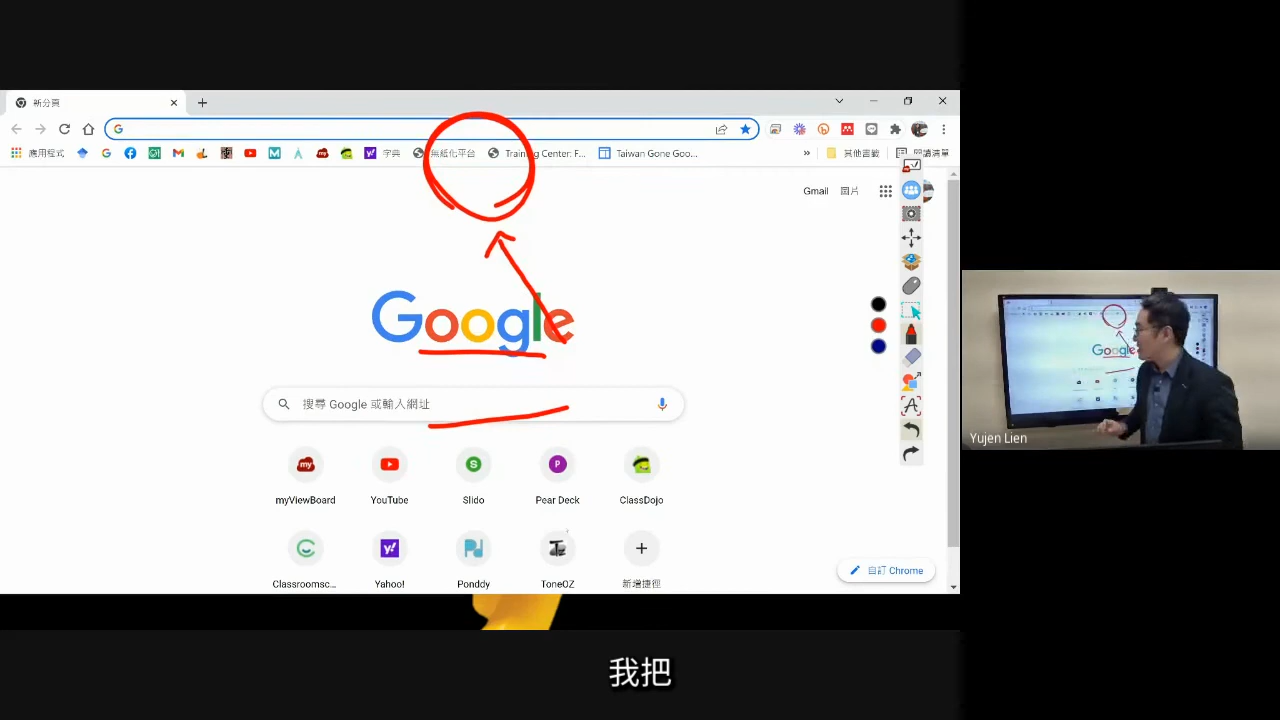 新分頁
應用程式
字典
無紙化平台
Training Center: F...
Taiwan Gone Goo...
»
其他書籤
閱讀清單
Gmail
圖片
Google
搜尋 Google 或輸入網址
myViewBoard
YouTube
Slido
Pear Deck
ClassDojo
Classroomsc...
Yahoo!
Ponddy
ToneOZ
新增捷徑
自訂 Chrome
Yujen Lien
我把